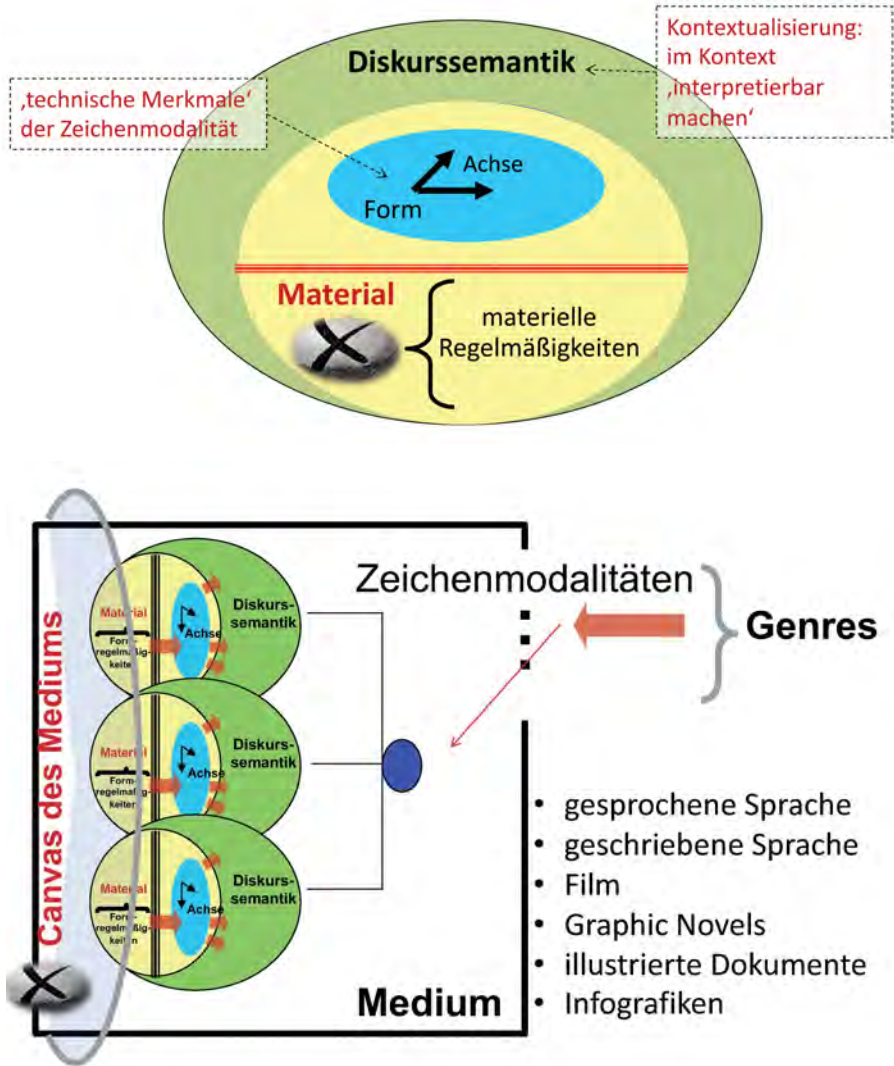 Kontextualisierung:
im Kontext
‚interpretierbar
machen‘
Diskurssemantik
‚technische Merkmale‘
der Zeichenmodalität
Achse
Form
Material
materielle
Regelmäßigkeiten
Zeichenmodalitäten
Genres
Canvas des Mediums
Material
Form-
regelmäßig-
keiten
Achse
Diskurs-
semantik
Material
Form-
regelmäßig-
keiten
Achse
Diskurs-
semantik
Material
Form-
regelmäßig-
keiten
Achse
Diskurs-
semantik
Medium
• gesprochene Sprache
• geschriebene Sprache
• Film
• Graphic Novels
• illustrierte Dokumente
• Infografiken